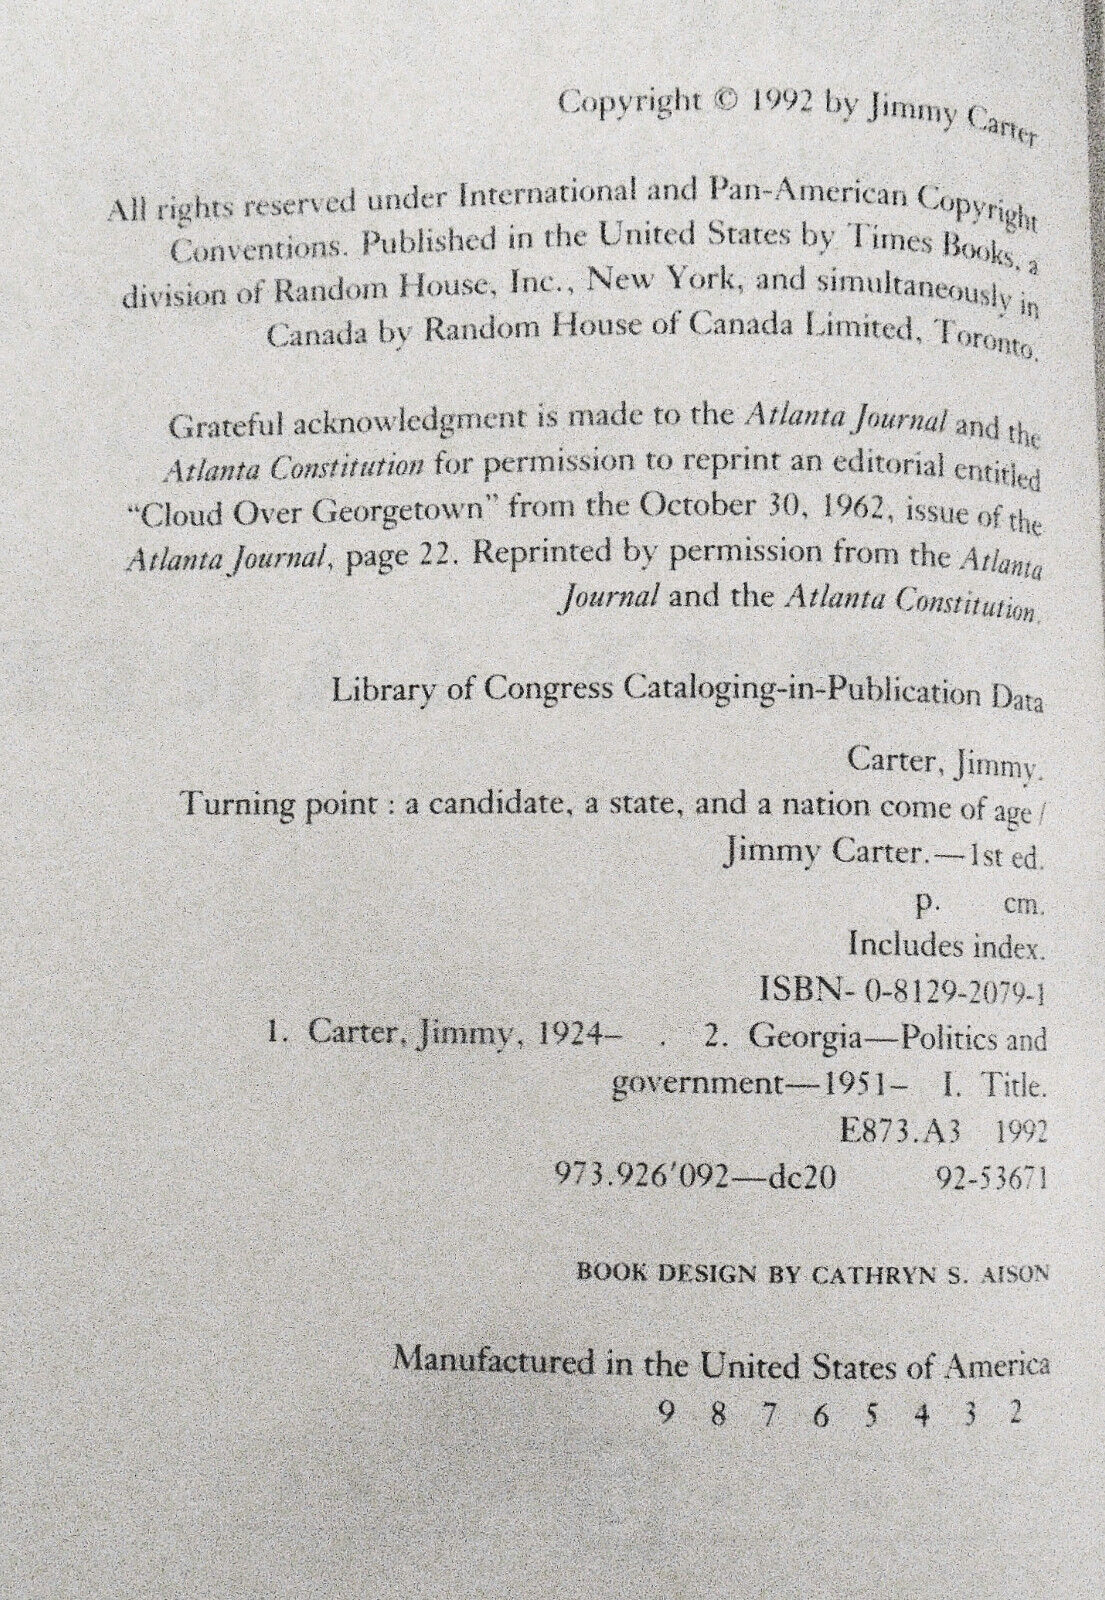 Copyright © 1992 by Jimmy Carter
All rights reserved under International and Pan-American Copyright
Conventions. Published in the United States by Times Books, a
division of Random House, Inc., New York, and simultaneously in
Canada by Random House of Canada Limited, Toronto.
Grateful acknowledgment is made to the Atlanta Journal and the
Atlanta Constitution for permission to reprint an editorial entitled
“Cloud Over Georgetown” from the October 30, 1962, issue of the
Atlanta Journal, page 22. Reprinted by permission from the Atlanta
Journal and the Atlanta Constitution.
Library of Congress Cataloging-in-Publication Data
Carter, Jimmy.
Turning point : a candidate, a state, and a nation come of age /
Jimmy Carter.—1st ed.
p. cm.
Includes index.
ISBN- 0-8129-2079-1
1. Carter, Jimmy, 1924– . 2. Georgia—Politics and
government—1951– I. Title.
E873.A3 1992
973.926′092—dc20 92-53671
BOOK DESIGN BY CATHRYN S. AISON
Manufactured in the United States of America
9 8 7 6 5 4 3 2